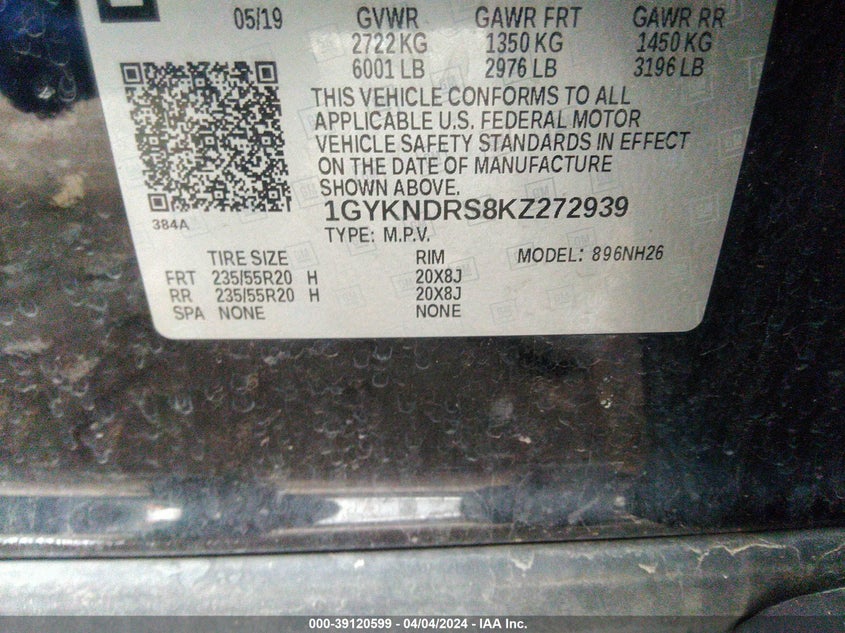 05/19 GVWR GAWR FRT GAWR RR
2722 KG 1350 KG 1450 KG
6001 LB 2976 LB 3196 LB
THIS VEHICLE CONFORMS TO ALL
APPLICABLE U.S. FEDERAL MOTOR
VEHICLE SAFETY STANDARDS IN EFFECT
ON THE DATE OF MANUFACTURE
SHOWN ABOVE.
384A
1GYKNDRS8KZ272939
TYPE: M.P.V.
TIRE SIZE RIM MODEL: 896NH26
FRT 235/55R20 H 20X8J
RR 235/55R20 H 20X8J
SPA NONE NONE
000-39120599 - 04/04/2024 - IAA Inc.